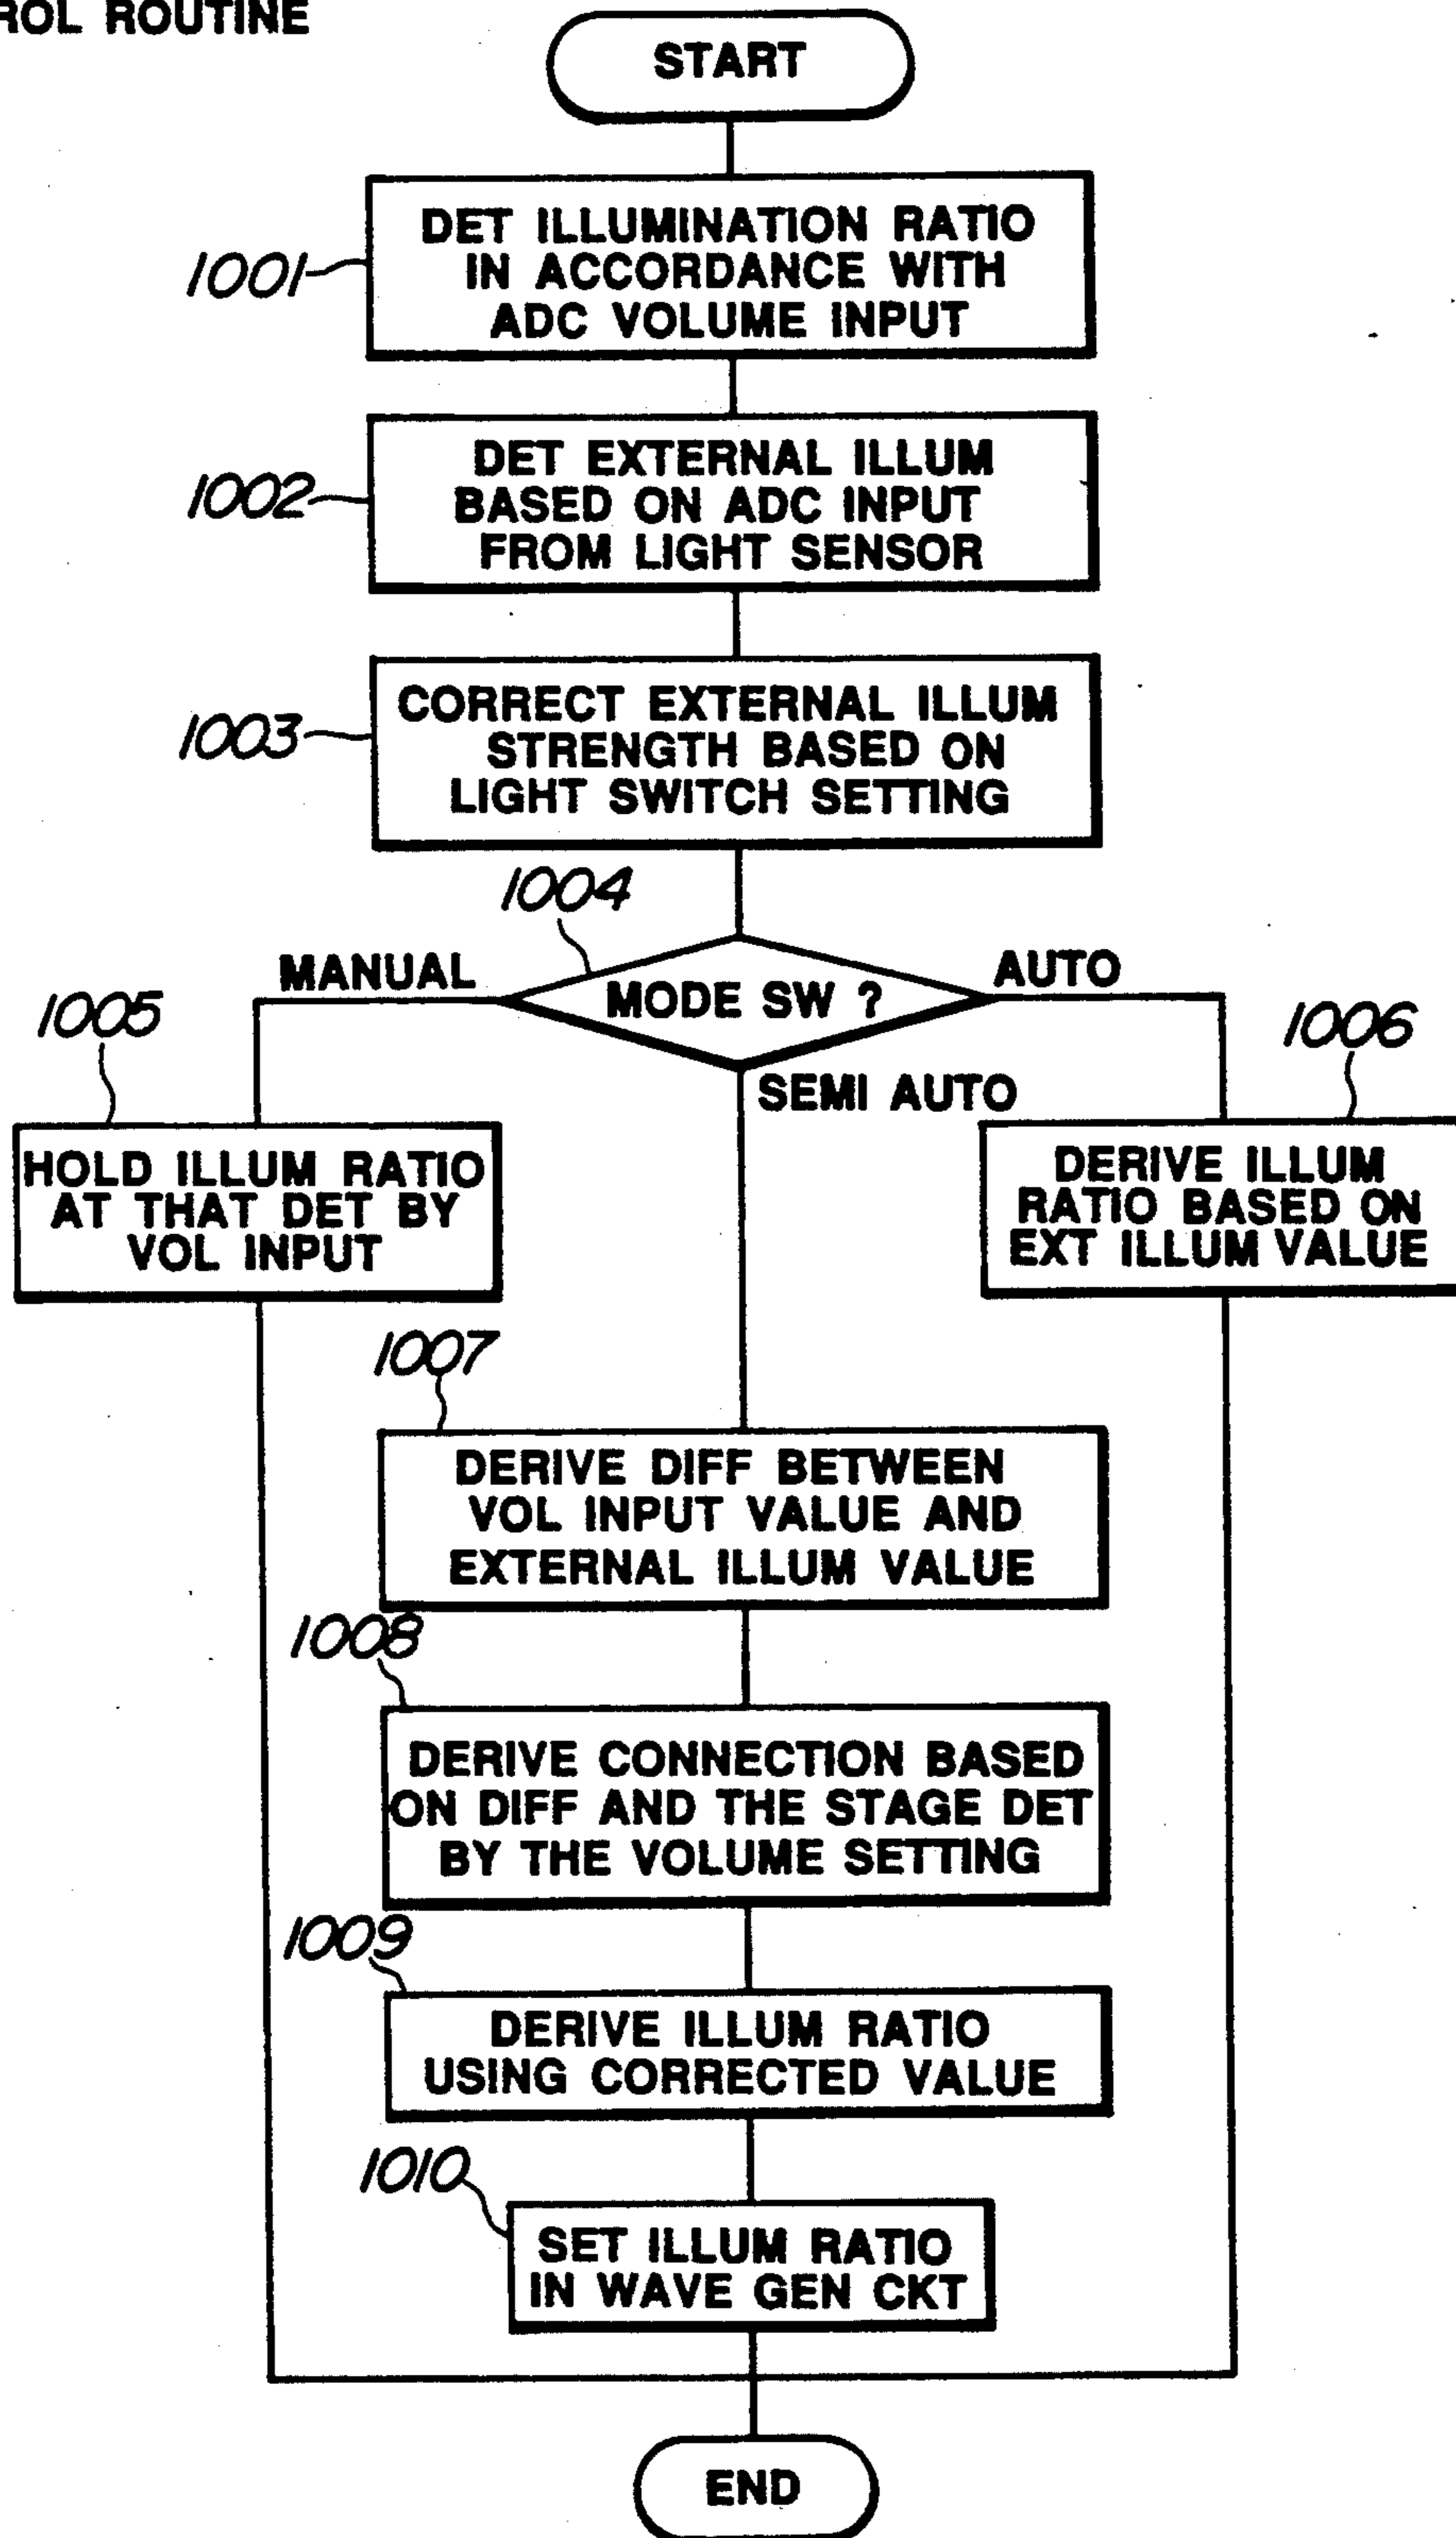 ROL ROUTINE
START
DET ILLUMINATION RATIO
IN ACCORDANCE WITH
ADC VOLUME INPUT
1001
DET EXTERNAL ILLUM
BASED ON ADC INPUT
FROM LIGHT SENSOR
1002
CORRECT EXTERNAL ILLUM
STRENGTH BASED ON
LIGHT SWITCH SETTING
1003
1004
MODE SW ?
MANUAL
AUTO
SEMI AUTO
1005
HOLD ILLUM RATIO
AT THAT DET BY
VOL INPUT
1006
DERIVE ILLUM
RATIO BASED ON
EXT ILLUM VALUE
1007
DERIVE DIFF BETWEEN
VOL INPUT VALUE AND
EXTERNAL ILLUM VALUE
1008
DERIVE CONNECTION BASED
ON DIFF AND THE STAGE DET
BY THE VOLUME SETTING
1009
DERIVE ILLUM RATIO
USING CORRECTED VALUE
1010
SET ILLUM RATIO
IN WAVE GEN CKT
END